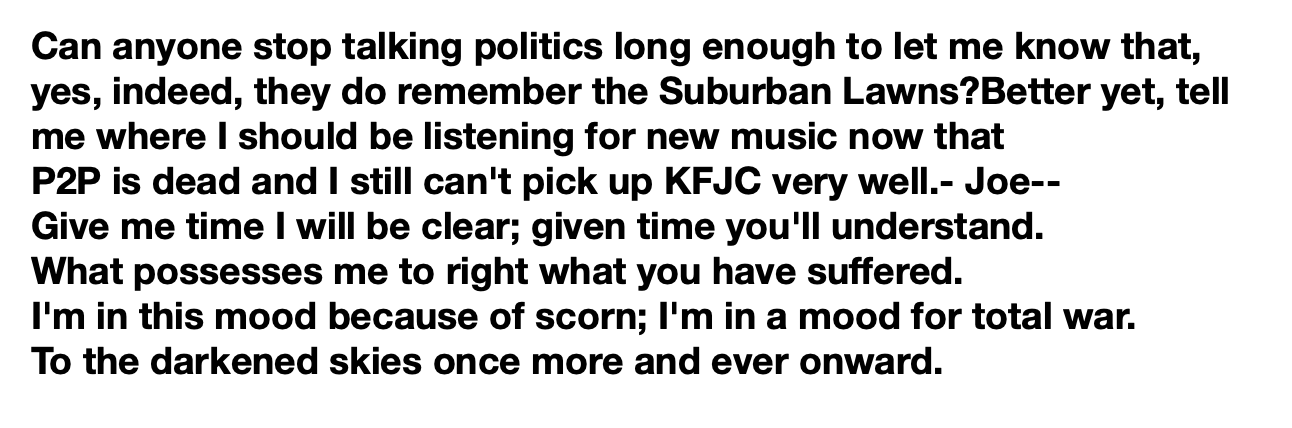 Can anyone stop talking politics long enough to let me know that,
yes, indeed, they do remember the Suburban Lawns?Better yet, tell
me where I should be listening for new music now that
P2P is dead and I still can't pick up KFJC very well.- Joe--
Give me time I will be clear; given time you'll understand.
What possesses me to right what you have suffered.
I'm in this mood because of scorn; I'm in a mood for total war.
To the darkened skies once more and ever onward.